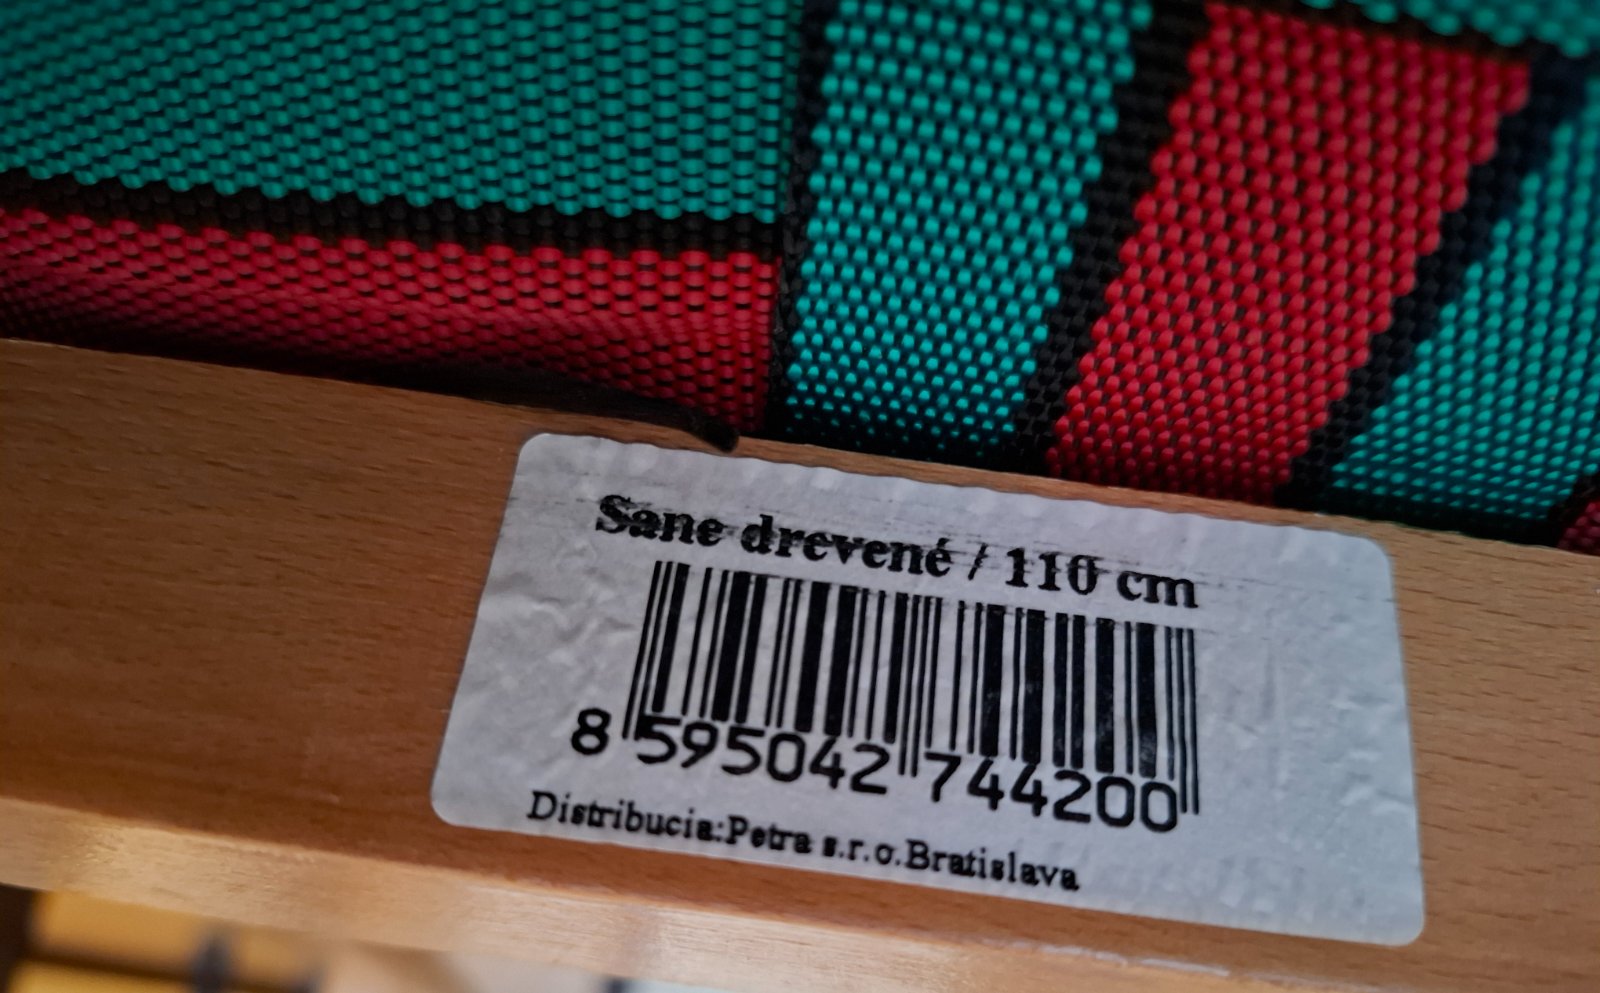 Sane drevené / 110 cm
8 595042 744200
Distribucia:Petra s.r.o.Bratislava